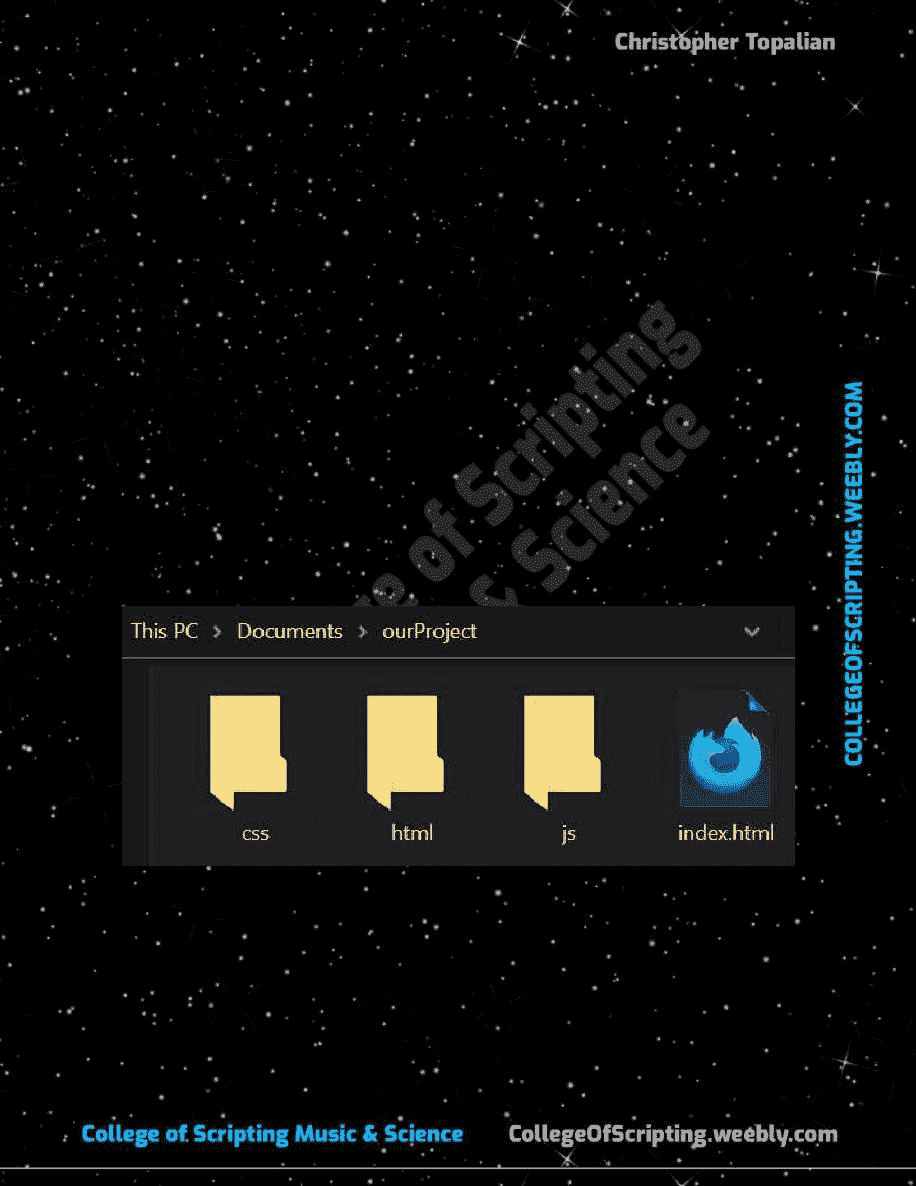 Christopher Topalian
of Scripting
& Science
COLLEGEOFSCRIPTING.WEEBLY.COM
This PC > Documents > ourProject
css html js index.html
College of Scripting Music & Science CollegeOfScripting.weebly.com